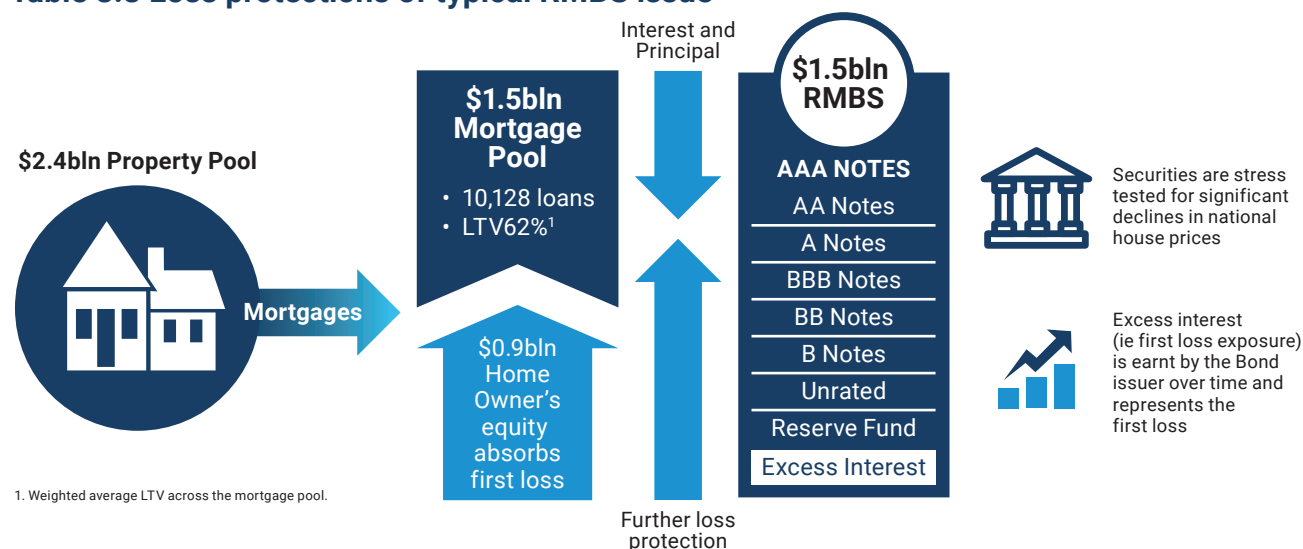 Interest and
Principal
$2.4bln Property Pool
Mortgages
$1.5bln
Mortgage
Pool
• 10,128 loans
• LTV62%¹
$0.9bln
Home
Owner's
equity
absorbs
first loss
Further loss
protection
$1.5bln
RMBS
AAA NOTES
AA Notes
A Notes
BBB Notes
BB Notes
B Notes
Unrated
Reserve Fund
Excess Interest
Securities are stress
tested for significant
declines in national
house prices
Excess interest
(ie first loss exposure)
is earnt by the Bond
issuer over time and
represents the
first loss
1. Weighted average LTV across the mortgage pool.